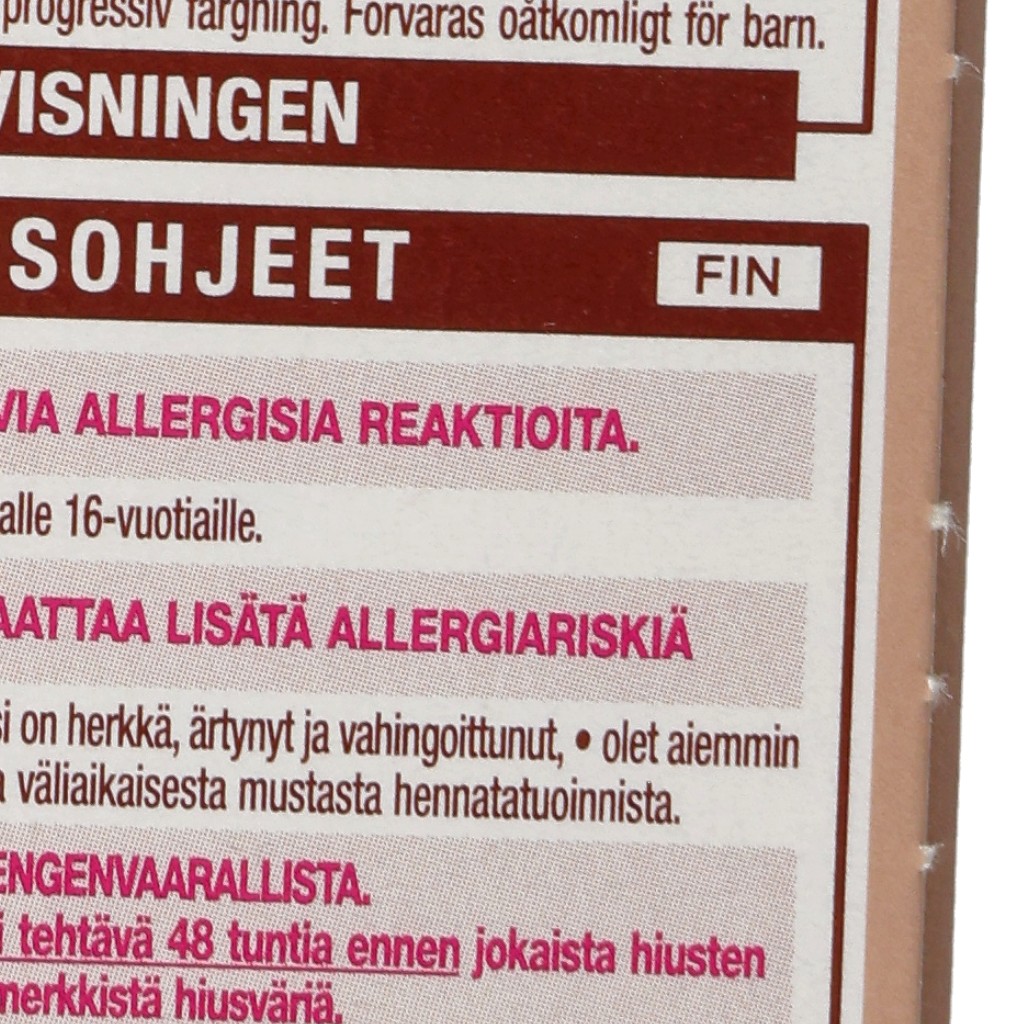 progressiv färgning. Förvaras oåtkomligt för barn.
VISNINGEN
SOHJEET FIN
VIA ALLERGISIA REAKTIOITA.
alle 16-vuotiaille.
AATTAA LISÄTÄ ALLERGIARISKIÄ
si on herkkä, ärtynyt ja vahingoittunut, • olet aiemmin
a väliaikaisesta mustasta hennatatuoinnista.
ENGENVAARALLISTA.
i tehtävä 48 tuntia ennen jokaista hiusten
merkkistä hiusväriä.